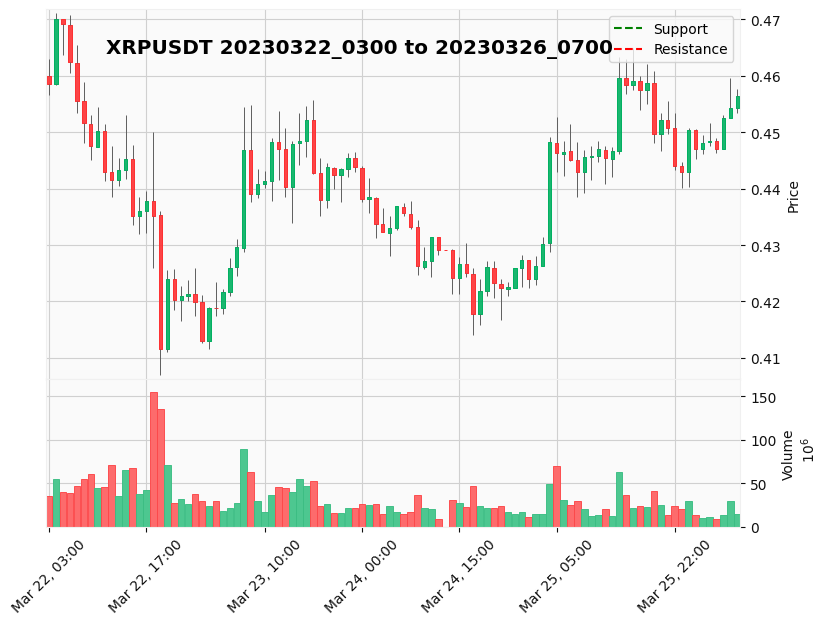 XRPUSDT 20230322_0300 to 20230326_0700
Support
Resistance
0.47
0.46
0.45
0.44
0.43
0.42
0.41
Price
150
100
50
0
Volume
10^6
Mar 22, 03:00
Mar 22, 17:00
Mar 23, 10:00
Mar 24, 00:00
Mar 24, 15:00
Mar 25, 05:00
Mar 25, 22:00